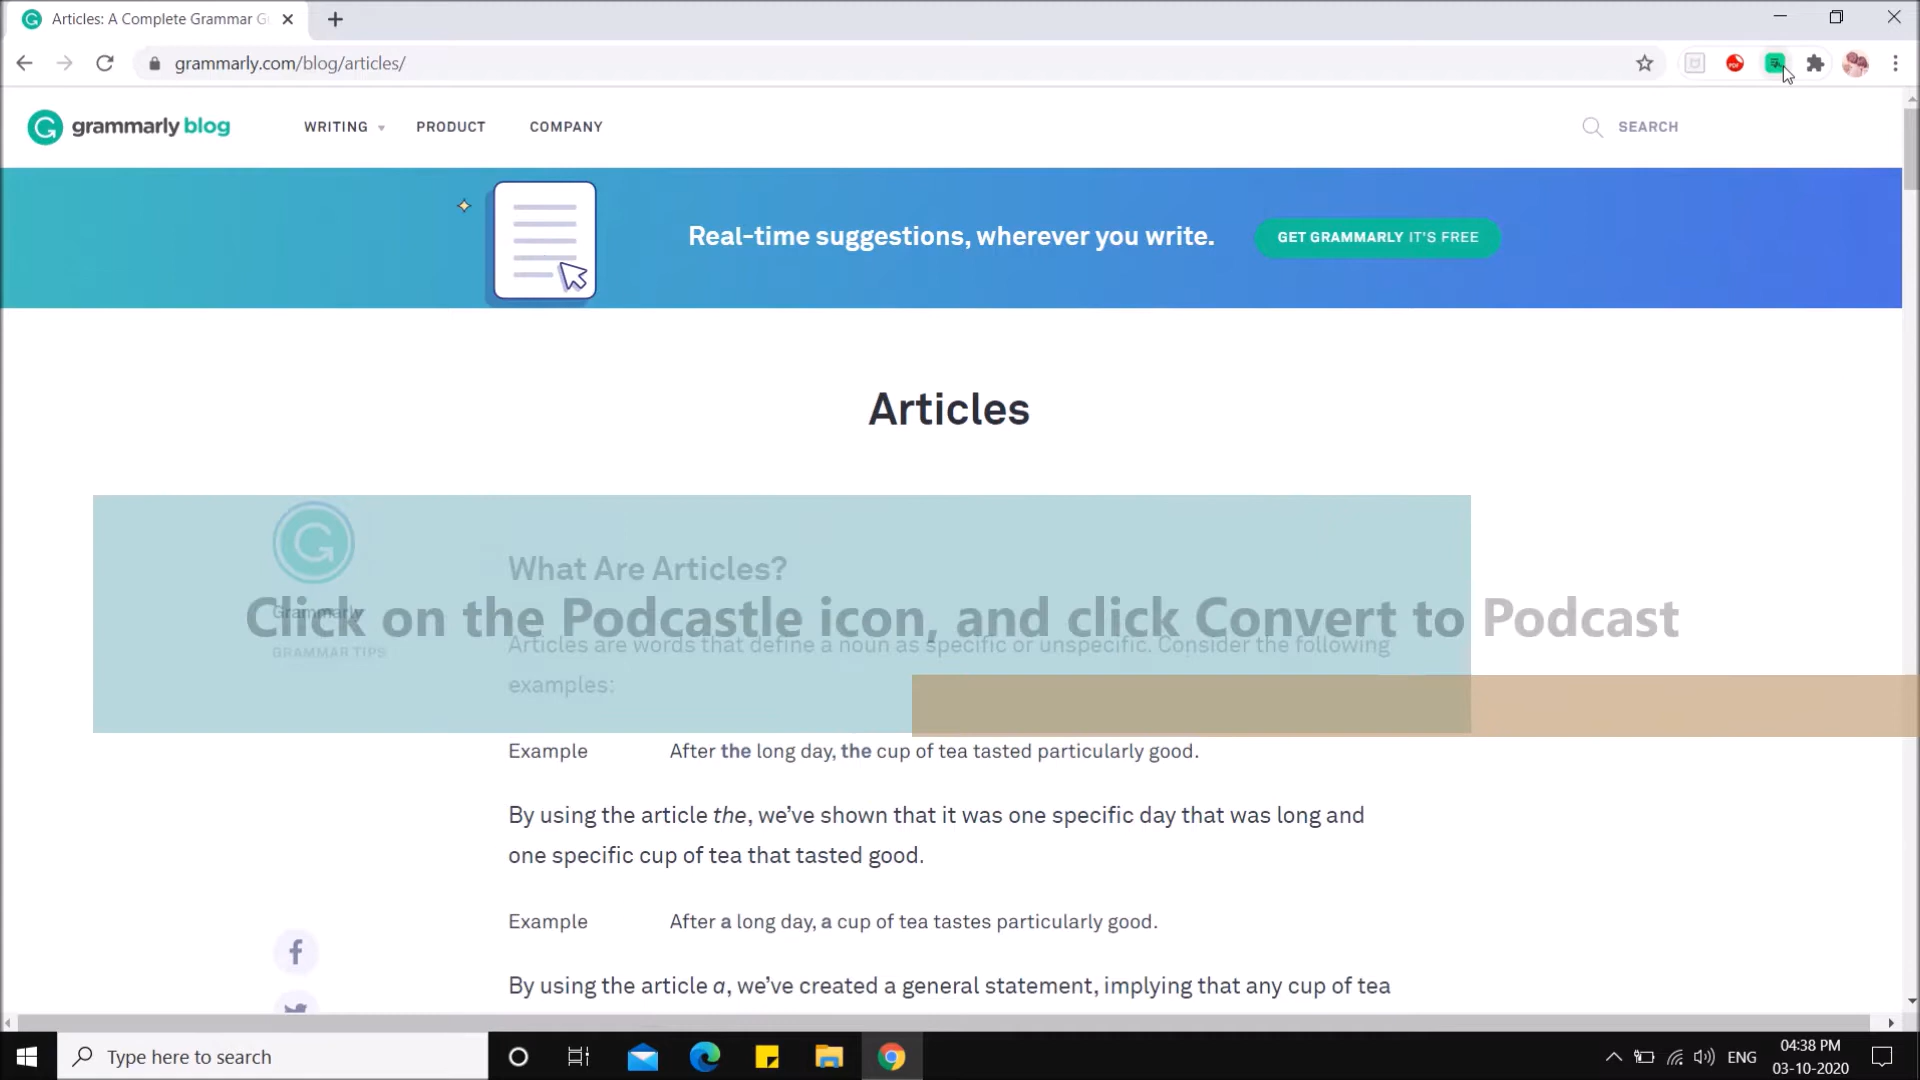 Articles: A Complete Grammar G
grammarly.com/blog/articles/
PDF
grammarly blog
WRITING
PRODUCT
COMPANY
SEARCH
Real-time suggestions, wherever you write.
GET GRAMMARLY IT'S FREE
Articles
What Are Articles?
Click on the Podcastle icon, and click Convert to Podcast
Grammarly
GRAMMAR TIPS
Articles are words that define a noun as specific or unspecific. Consider the following
examples:
Example After the long day, the cup of tea tasted particularly good.
By using the article the, we’ve shown that it was one specific day that was long and
one specific cup of tea that tasted good.
Example After a long day, a cup of tea tastes particularly good.
By using the article a, we’ve created a general statement, implying that any cup of tea
Type here to search
ENG
04:38 PM
03-10-2020